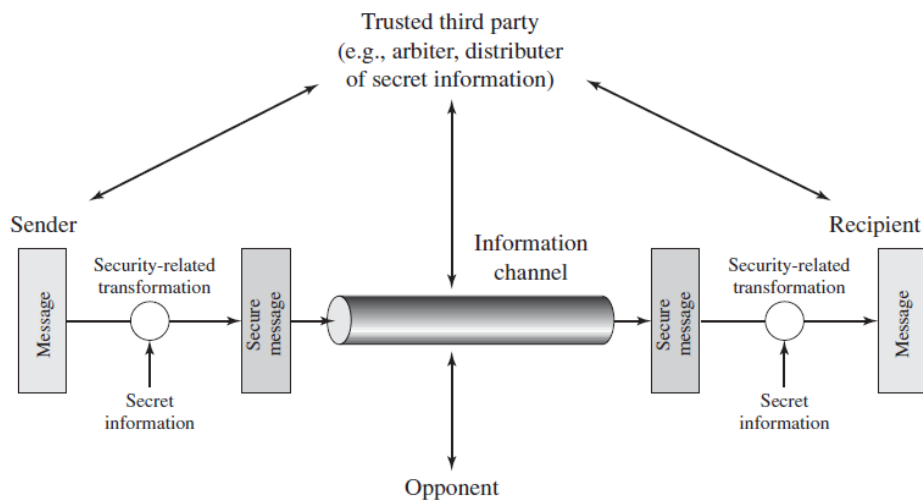 Trusted third party
(e.g., arbiter, distributer
of secret information)
Sender
Recipient
Information
channel
Security-related
transformation
Security-related
transformation
Message
Secure
message
Secure
message
Message
Secret
information
Secret
information
Opponent